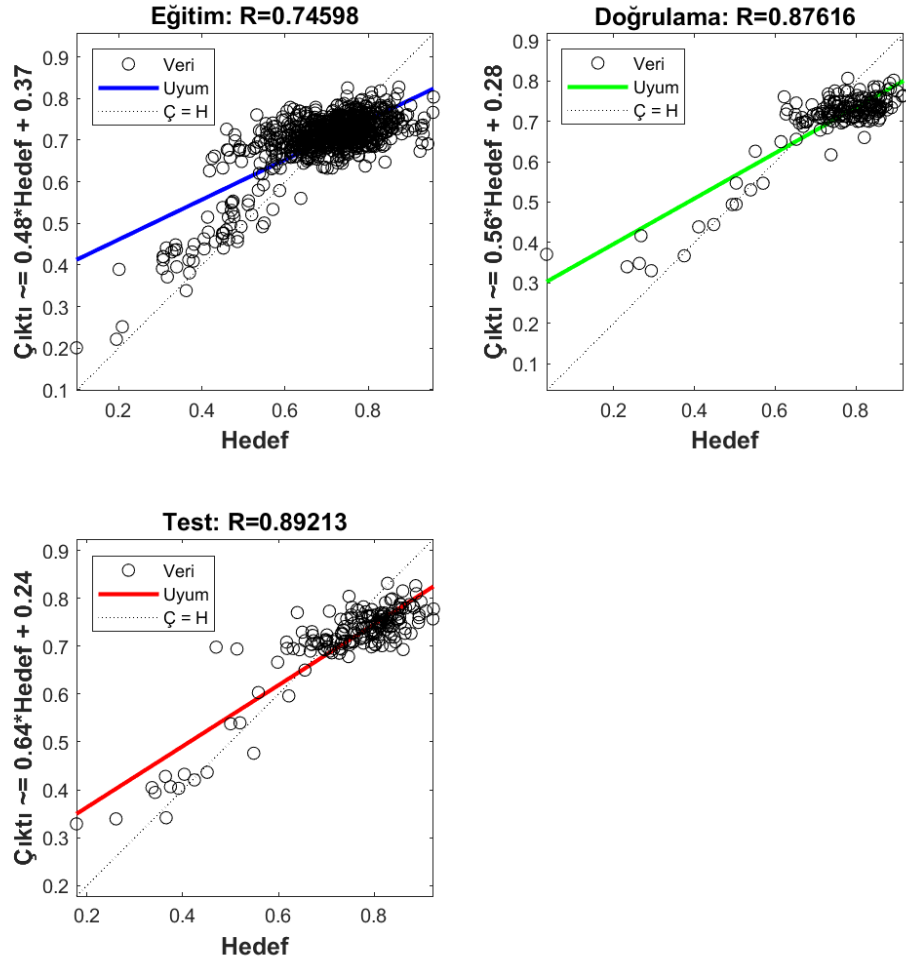 Eğitim: R=0.74598
Çıktı ~= 0.48*Hedef + 0.37
0.9
0.8
0.7
0.6
0.5
0.4
0.3
0.2
0.1
Veri
Uyum
Ç = H
0.2
0.4
0.6
0.8
Hedef
Doğrulama: R=0.87616
Çıktı ~= 0.56*Hedef + 0.28
0.9
0.8
0.7
0.6
0.5
0.4
0.3
0.2
0.1
Veri
Uyum
Ç = H
0.2
0.4
0.6
0.8
Hedef
Test: R=0.89213
Çıktı ~= 0.64*Hedef + 0.24
0.9
0.8
0.7
0.6
0.5
0.4
0.3
0.2
Veri
Uyum
Ç = H
0.2
0.4
0.6
0.8
Hedef